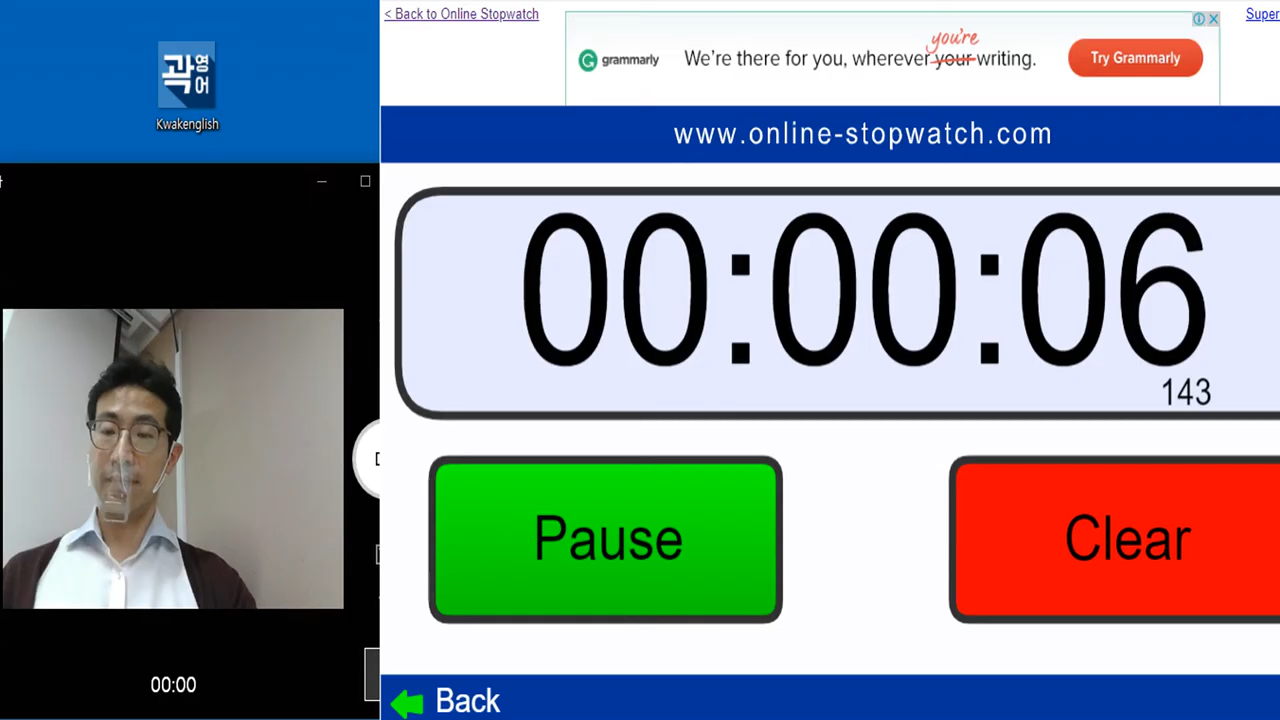 < Back to Online Stopwatch
Super
grammarly
you're
We're there for you, wherever your writing.
Try Grammarly
곽영어
Kwakenglish
www.online-stopwatch.com
00:00:06
143
Pause
Clear
00:00
Back